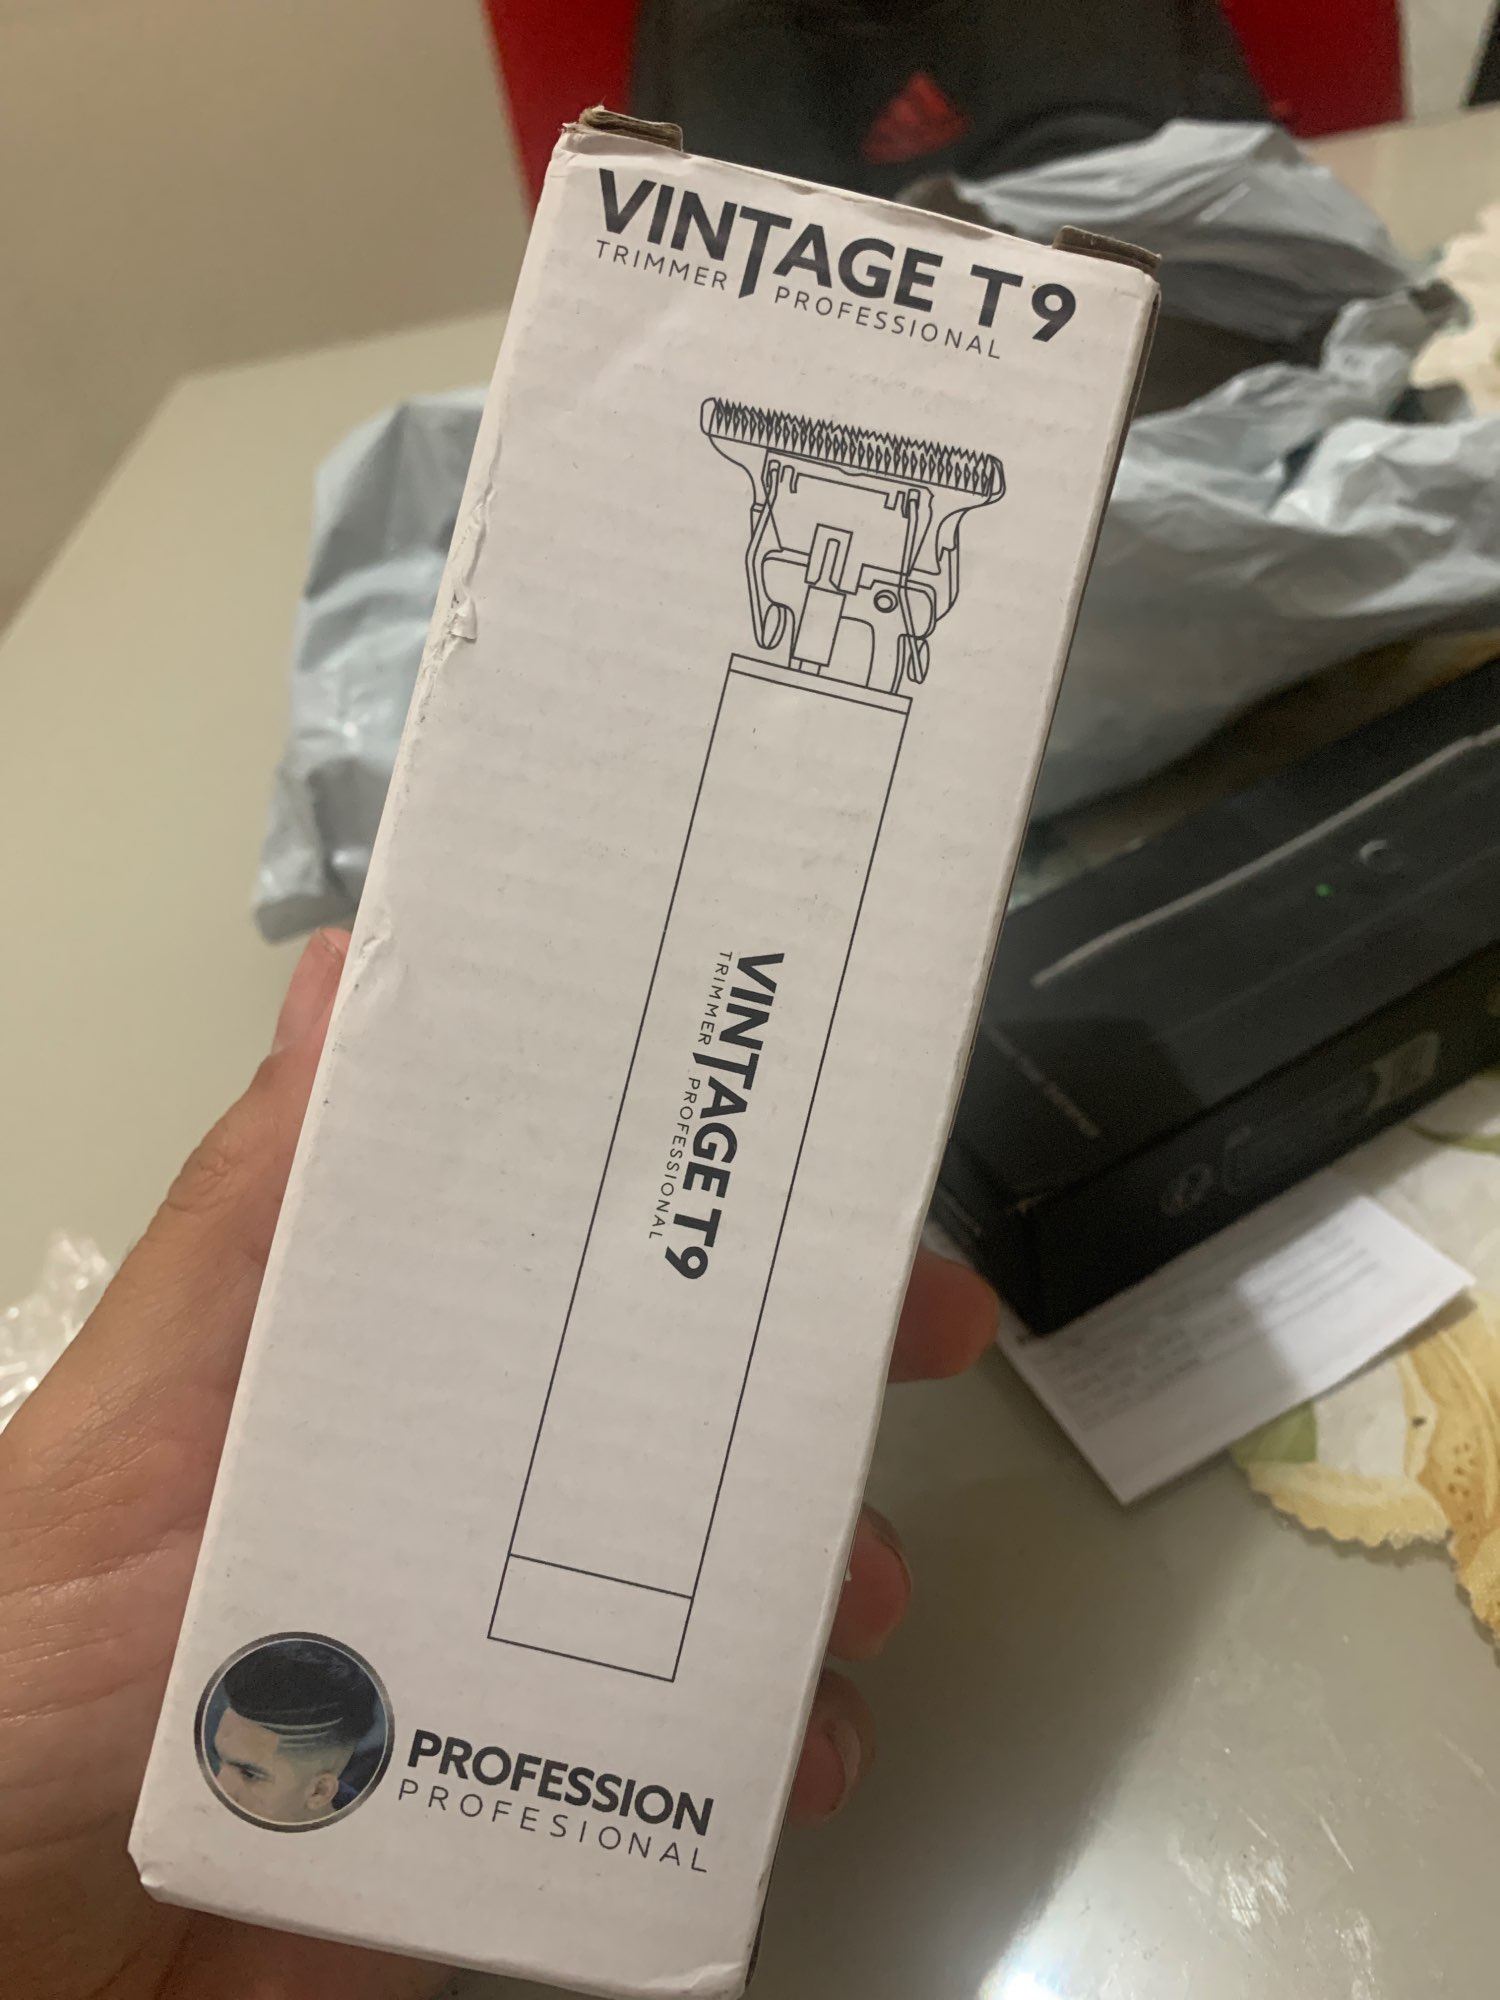 VINTAGE T9
TRIMMER PROFESSIONAL
VINTAGE T9
TRIMMER PROFESSIONAL
PROFESSION
PROFESIONAL